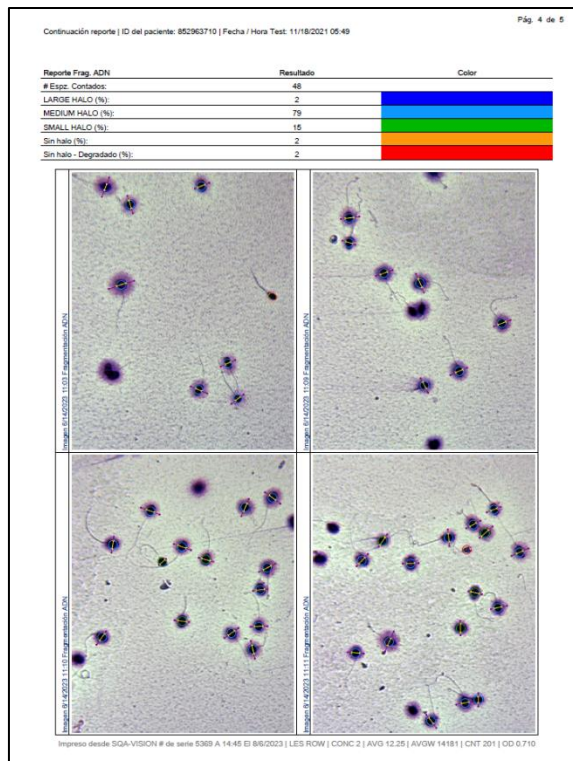 Pág. 4 de 5
Continuación reporte | ID del paciente: 852963710 | Fecha / Hora Test: 11/18/2021 05:49
Reporte Frag. ADN Resultado Color
# Espz. Contados: 48
LARGE HALO (%): 2
MEDIUM HALO (%): 79
SMALL HALO (%): 15
Sin halo (%): 2
Sin halo - Degradado (%): 2
Imagen 6/14/2023 11:03 Fragmentación ADN
Imagen 6/14/2023 11:09 Fragmentación ADN
Imagen 6/14/2023 11:10 Fragmentación ADN
Imagen 6/14/2023 11:11 Fragmentación ADN
Impreso desde SQA-VISION # de serie 5369 A 14:45 El 8/6/2023 | LES ROW | CONC 2 | AVG 12.25 | AVGW 14181 | CNT 201 | OD 0.710